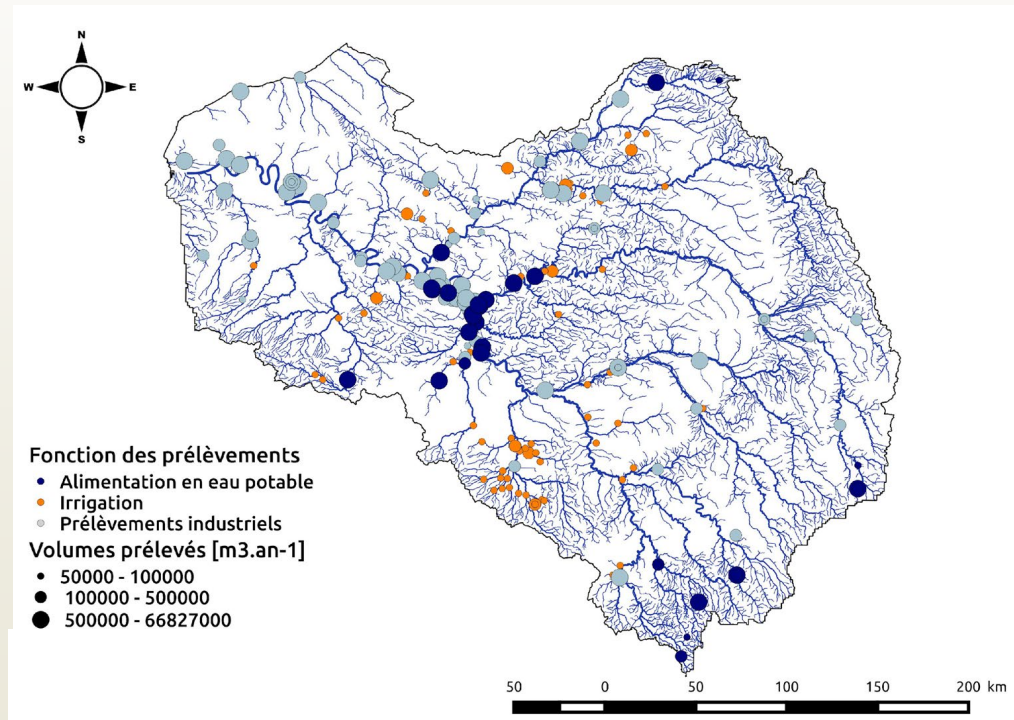 N
W
E
S
Fonction des prélèvements
Alimentation en eau potable
Irrigation
Prélèvements industriels
Volumes prélevés [m3.an-1]
50000 - 100000
100000 - 500000
500000 - 66827000
50 0 50 100 150 200 km